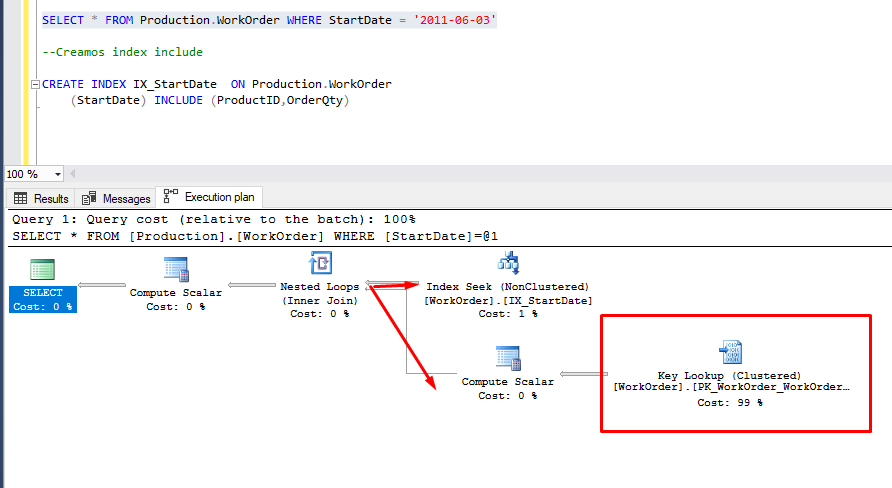 SELECT * FROM Production.WorkOrder WHERE StartDate = '2011-06-03'
--Creamos index include
CREATE INDEX IX_StartDate  ON Production.WorkOrder
(StartDate) INCLUDE (ProductID,OrderQty)
100 %
Results Messages Execution plan
Query 1: Query cost (relative to the batch): 100%
SELECT * FROM [Production].[WorkOrder] WHERE [StartDate]=@1
SELECT
Cost: 0 %
Compute Scalar
Cost: 0 %
Nested Loops
(Inner Join)
Cost: 0 %
Index Seek (NonClustered)
[WorkOrder].[IX_StartDate]
Cost: 1 %
Compute Scalar
Cost: 0 %
Key Lookup (Clustered)
[WorkOrder].[PK_WorkOrder_WorkOrder…
Cost: 99 %